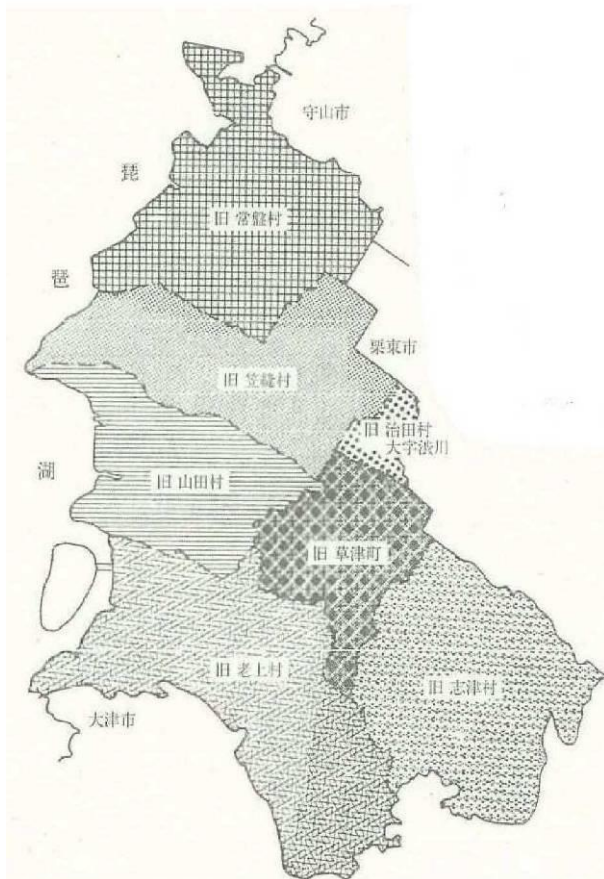 守山市
琵
琶
湖
旧 常盤村
栗東市
旧 笠縫村
旧 治田村
大字渋川
旧 山田村
旧 草津町
旧 老上村
旧 志津村
大津市